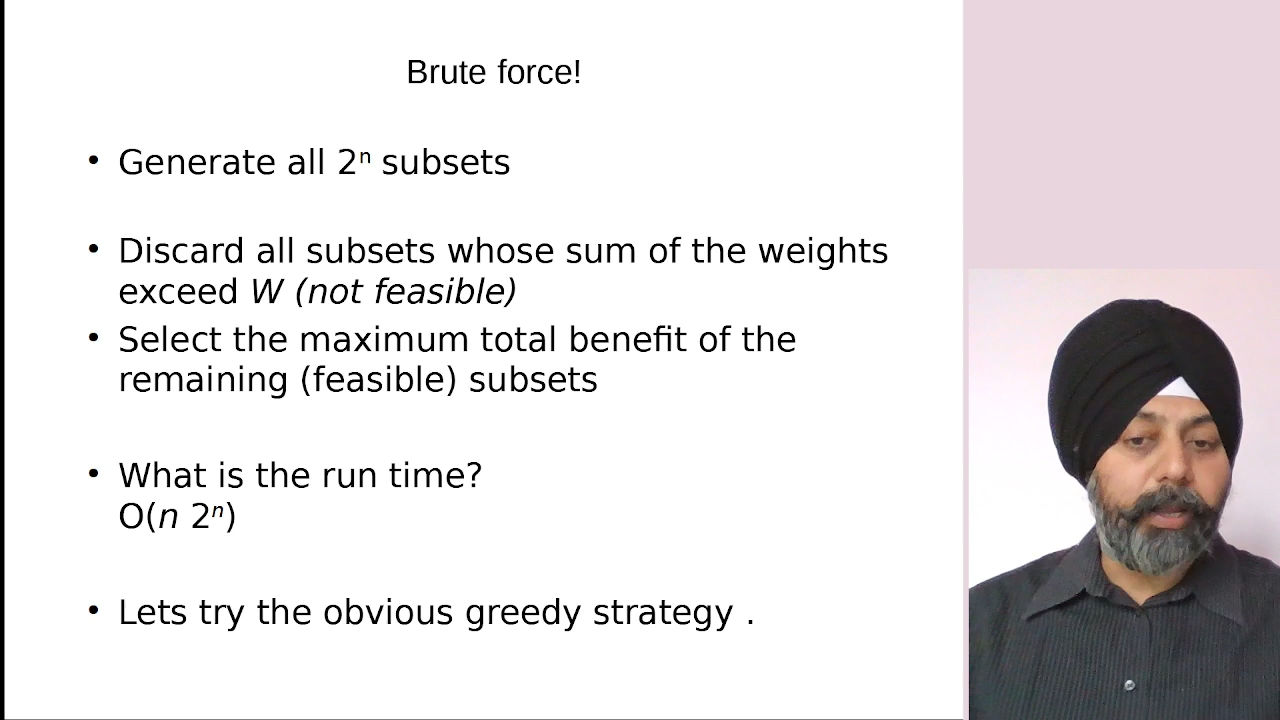 Brute force!
• Generate all 2ⁿ subsets
• Discard all subsets whose sum of the weights
exceed W (not feasible)
• Select the maximum total benefit of the
remaining (feasible) subsets
• What is the run time?
O(n 2ⁿ)
• Lets try the obvious greedy strategy .